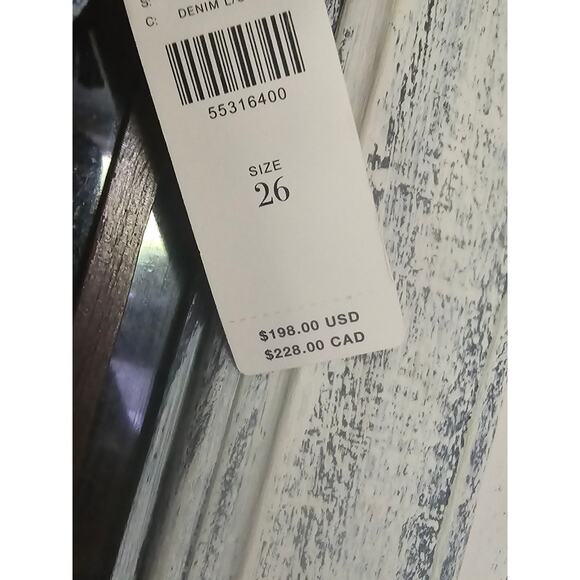 S:
C: DENIM
55316400
SIZE
26
$198.00 USD
$228.00 CAD